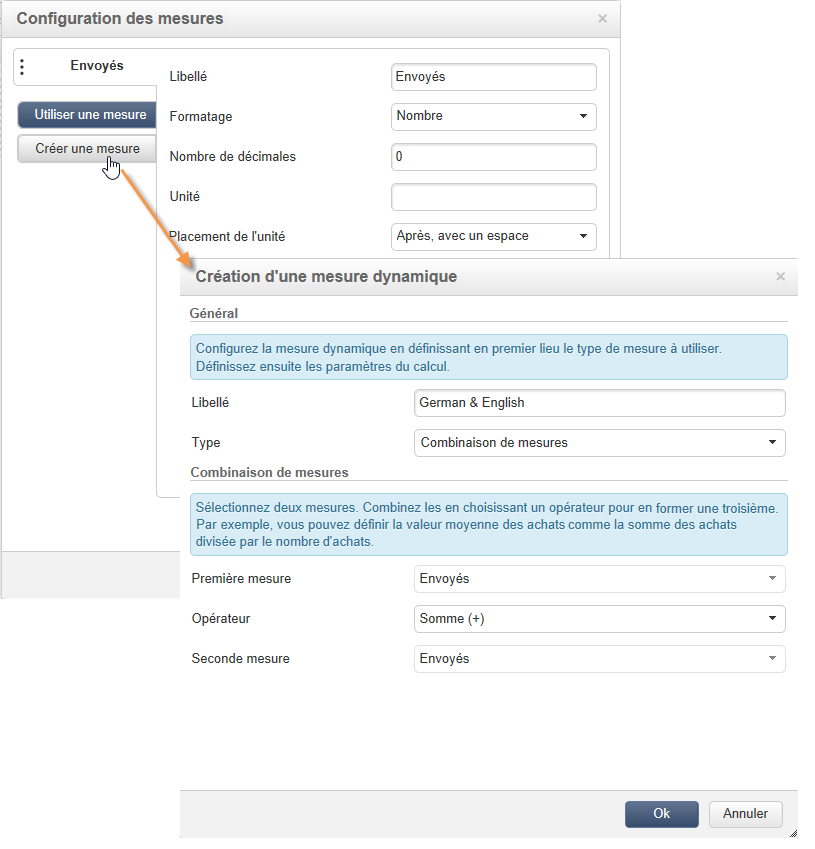 Configuration des mesures
×
Envoyés
Utiliser une mesure
Créer une mesure
Libellé
Envoyés
Formatage
Nombre
Nombre de décimales
0
Unité
Placement de l'unité
Après, avec un espace
Création d'une mesure dynamique
×
Général
Configurez la mesure dynamique en définissant en premier lieu le type de mesure à utiliser.
Définissez ensuite les paramètres du calcul.
Libellé
German & English
Type
Combinaison de mesures
Combinaison de mesures
Sélectionnez deux mesures. Combinez les en choisissant un opérateur pour en former une troisième.
Par exemple, vous pouvez définir la valeur moyenne des achats comme la somme des achats
divisée par le nombre d'achats.
Première mesure
Envoyés
Opérateur
Somme (+)
Seconde mesure
Envoyés
Ok
Annuler